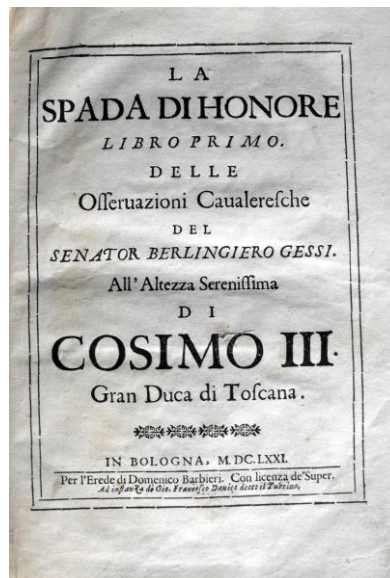 LA
SPADA DI HONORE
LIBRO PRIMO.
DELLE
Oſſeruazioni Caualereſche
DEL
SENATOR BERLINGIERO GESSI.
All'Altezza Sereniſſima
DI
COSIMO III.
Gran Duca di Toſcana.
IN BOLOGNA, M. DC. LXXI.
Per l'Erede di Domenico Barbieri. Con licenza de' Super.
Ad inſtanza di Gio. Franceſco Dauico detto il Turrino,